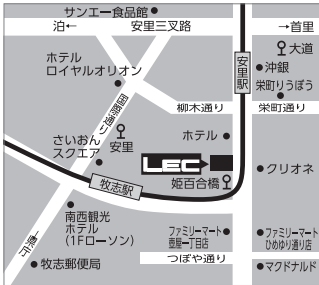 サンエー食品館
泊←
安里三叉路
→首里
大道
沖銀
栄町りうぼう
安里駅
ホテル
ロイヤルオリオン
国際通り
柳木通り
栄町通り
安里
さいおん
スクエア
ホテル
LEC
姫百合橋
クリオネ
牧志駅
南西観光
ホテル
(1Fローソン)
ファミリーマート
壺屋一丁目店
ファミリーマート
ひめゆり通り店
←県庁
つぼや通り
牧志郵便局
マクドナルド